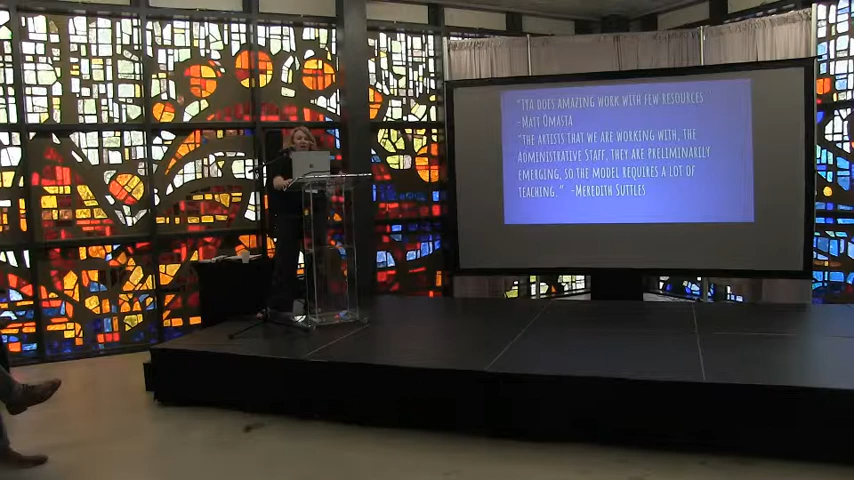 "TYA DOES AMAZING WORK WITH FEW RESOURCES
-MATT OMASTA
"THE ARTISTS THAT WE ARE WORKING WITH, THE
ADMINISTRATIVE STAFF, THEY ARE PRELIMINARILY
EMERGING, SO THE MODEL REQUIRES A LOT OF
TEACHING." -MEREDITH SUTTLES